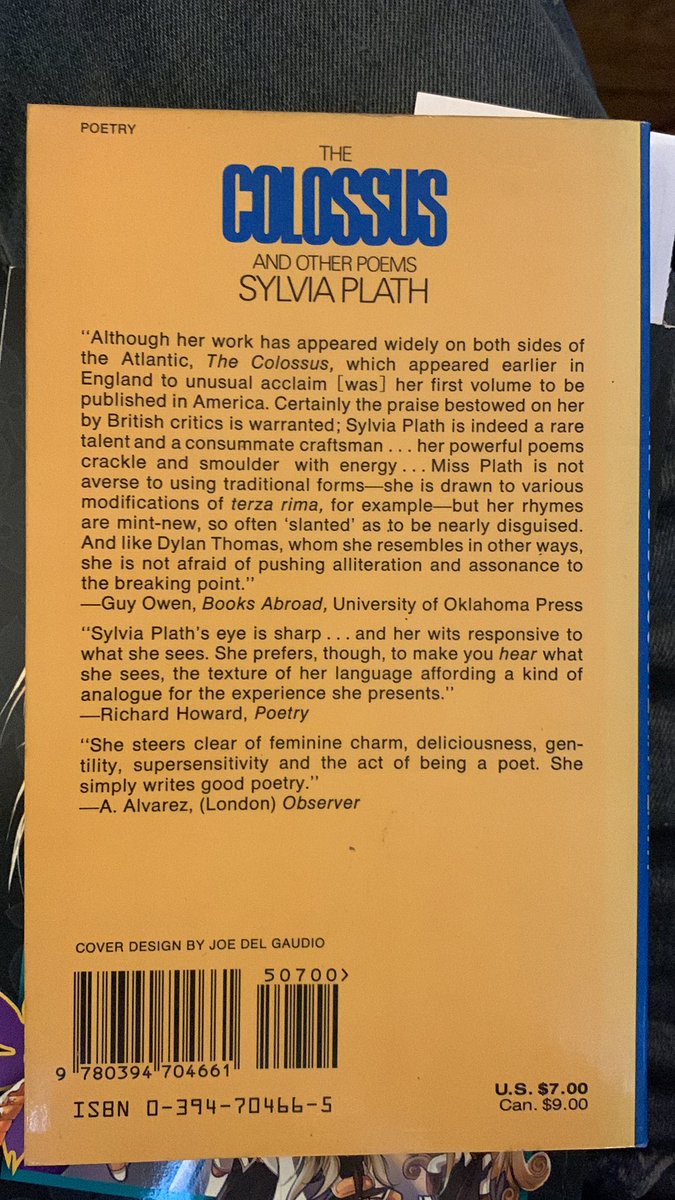 POETRY
THE
COLOSSUS
AND OTHER POEMS
SYLVIA PLATH
“Although her work has appeared widely on both sides of
the Atlantic, The Colossus, which appeared earlier in
England to unusual acclaim [was] her first volume to be
published in America. Certainly the praise bestowed on her
by British critics is warranted; Sylvia Plath is indeed a rare
talent and a consummate craftsman . . . her powerful poems
crackle and smoulder with energy . . . Miss Plath is not
averse to using traditional forms—she is drawn to various
modifications of terza rima, for example—but her rhymes
are mint-new, so often ‘slanted’ as to be nearly disguised.
And like Dylan Thomas, whom she resembles in other ways,
she is not afraid of pushing alliteration and assonance to
the breaking point.”
—Guy Owen, Books Abroad, University of Oklahoma Press
“Sylvia Plath’s eye is sharp . . . and her wits responsive to
what she sees. She prefers, though, to make you hear what
she sees, the texture of her language affording a kind of
analogue for the experience she presents.”
—Richard Howard, Poetry
“She steers clear of feminine charm, deliciousness, gen-
tility, supersensitivity and the act of being a poet. She
simply writes good poetry.”
—A. Alvarez, (London) Observer
COVER DESIGN BY JOE DEL GAUDIO
50700>
9 780394 704661
ISBN 0-394-70466-5
U.S. $7.00
Can. $9.00